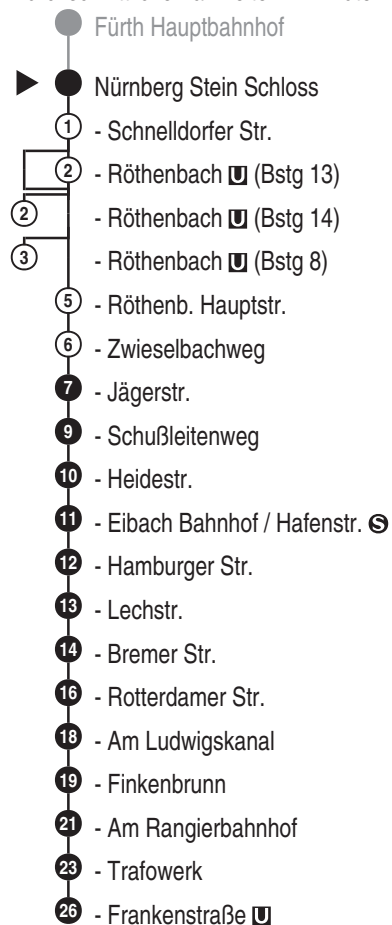 Fürth Hauptbahnhof
Nürnberg Stein Schloss
1 - Schnelldorfer Str.
2 - Röthenbach U (Bstg 13)
2 - Röthenbach U (Bstg 14)
3 - Röthenbach U (Bstg 8)
5 - Röthenb. Hauptstr.
6 - Zwieselbachweg
7 - Jägerstr.
9 - Schußleitenweg
10 - Heidestr.
11 - Eibach Bahnhof / Hafenstr. S
12 - Hamburger Str.
13 - Lechstr.
14 - Bremer Str.
16 - Rotterdamer Str.
18 - Am Ludwigskanal
19 - Finkenbrunn
21 - Am Rangierbahnhof
23 - Trafowerk
26 - Frankenstraße U